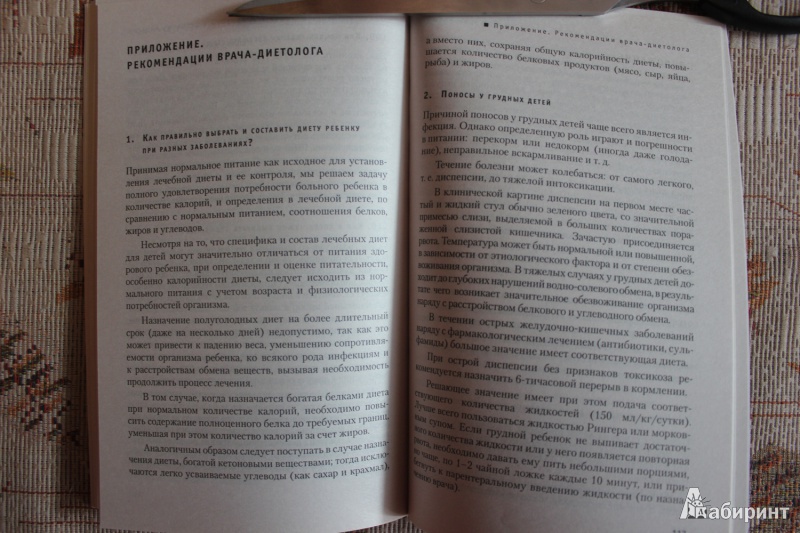 ПРИЛОЖЕНИЕ.
РЕКОМЕНДАЦИИ ВРАЧА-ДИЕТОЛОГА
1. Как правильно выбрать и составить диету ребенку
при разных заболеваниях?
Принимая нормальное питание как исходное для установ-
ления лечебной диеты и ее контроля, мы решаем задачу
полного удовлетворения потребности больного ребенка в
количестве калорий, и определения в лечебной диете, по
сравнению с нормальным питанием, соотношения белков,
жиров и углеводов.
Несмотря на то, что специфика и состав лечебных диет
для детей могут значительно отличаться от питания здо-
рового ребенка, при определении и оценке питательности,
особенно калорийности диеты, следует исходить из нор-
мального питания с учетом возраста и физиологических
потребностей организма.
Назначение полуголодных диет на более длительный
срок (даже на несколько дней) недопустимо, так как это
может привести к падению веса, уменьшению сопротивля-
емости организма ребенка, ко всякого рода инфекциям и
к расстройствам обмена веществ, вызывая необходимость
продолжить процесс лечения.
В том случае, когда назначается богатая белками диета
при нормальном количестве калорий, необходимо повы-
сить содержание полноценного белка до требуемых границ,
уменьшая при этом количество калорий за счет жиров.
Аналогичным образом следует поступать в случае назна-
чения диеты, богатой кетоновыми веществами; тогда исклю-
чаются легко усваиваемые углеводы (как сахар и крахмал),
■ Приложение. Рекомендации врача-диетолога
а вместо них, сохраняя общую калорийность диеты, повы-
шается количество белковых продуктов (мясо, сыр, яйца,
рыба) и жиров.
2. Поносы у грудных детей
Причиной поносов у грудных детей чаще всего является ин-
фекция. Однако определенную роль играют и погрешности
в питании: перекорм или недокорм (иногда даже голода-
ние), неправильное вскармливание и т. д.
Течение болезни может колебаться: от самого легкого,
т. е. диспепсии, до тяжелой интоксикации.
В клинической картине диспепсии на первом месте час-
тый и жидкий стул обычно зеленого цвета, со значительной
примесью слизи, выделяемой в больших количествах пора-
женной слизистой кишечника. Зачастую присоединяется
рвота. Температура может быть нормальной или повышенной,
в зависимости от этиологического фактора и от степени обез-
воживания организма. В тяжелых случаях у грудных детей до-
ходит до глубоких нарушений водно-солевого обмена, в резуль-
тате чего возникает значительное обезвоживание организма
наряду с расстройством белкового и углеводного обмена.
В течении острых желудочно-кишечных заболеваний
наряду с фармакологическим лечением (антибиотики, суль-
фамиды) большое значение имеет соответствующая диета.
При острой диспепсии без признаков токсикоза ре-
комендуется назначить 6-тичасовой перерыв в кормлении.
Решающее значение имеет при этом подача соответ-
ствующего количества жидкостей (150 мл/кг/сутки).
Лучше всего пользоваться жидкостью Рингера или морков-
ным супом. Если грудной ребенок не выпивает достаточ-
ного количества жидкости или у него появляется повторная
рвота, необходимо давать ему пить небольшими порциями,
но чаще, по 1–2 чайной ложке каждые 10 минут, или при-
бегнуть к парентеральному введению жидкости (по назна-
чению врача).
Лабиринт